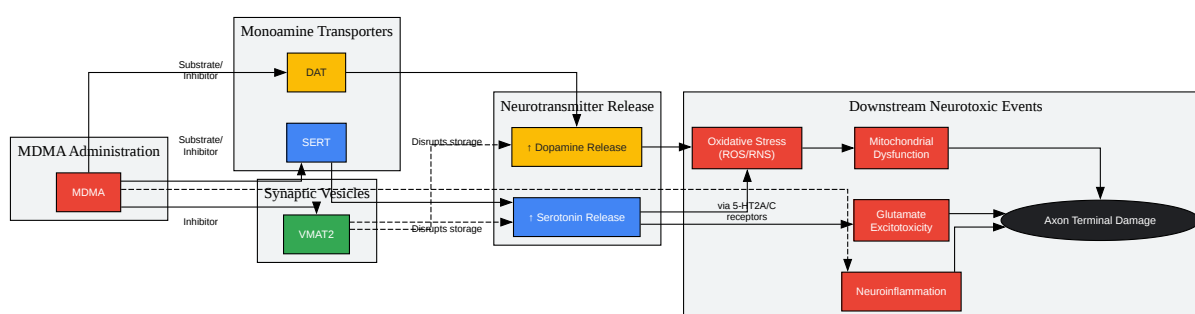 Monoamine Transporters
Substrate/
Inhibitor
DAT
Substrate/
Inhibitor
SERT
MDMA Administration
MDMA
Inhibitor
Synaptic Vesicles
VMAT2
Disrupts storage
Disrupts storage
Neurotransmitter Release
↑ Dopamine Release
↑ Serotonin Release
Downstream Neurotoxic Events
Oxidative Stress
(ROS/RNS)
Mitochondrial
Dysfunction
via 5-HT2A/C
receptors
Glutamate
Excitotoxicity
Neuroinflammation
Axon Terminal Damage